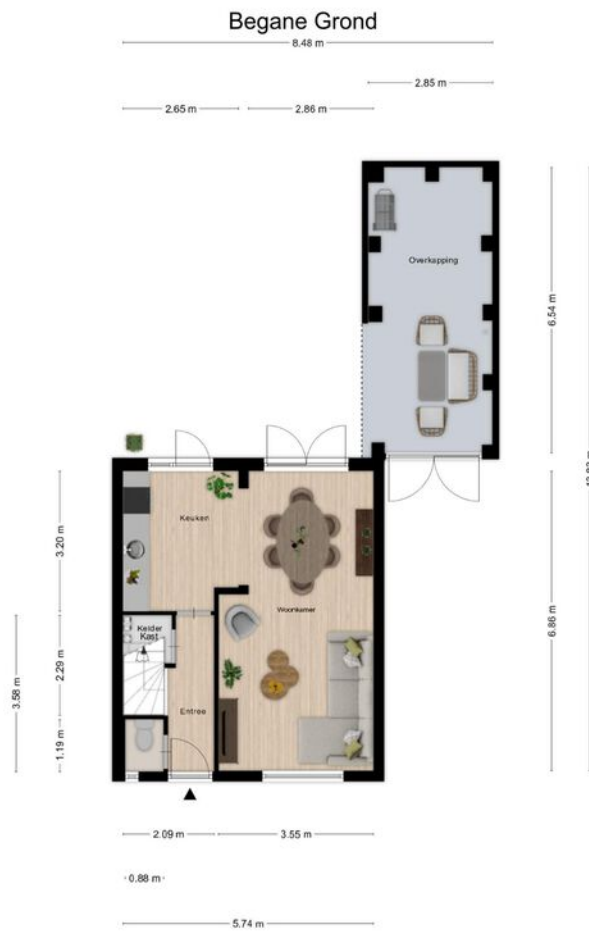 Begane Grond
8.48 m
2.85 m
2.65 m
2.86 m
Overkapping
6.54 m
Keuken
3.20 m
Woonkamer
6.86 m
Kelder
Kast
2.29 m
3.58 m
Entree
1.19 m
2.09 m
3.55 m
0.88 m
5.74 m